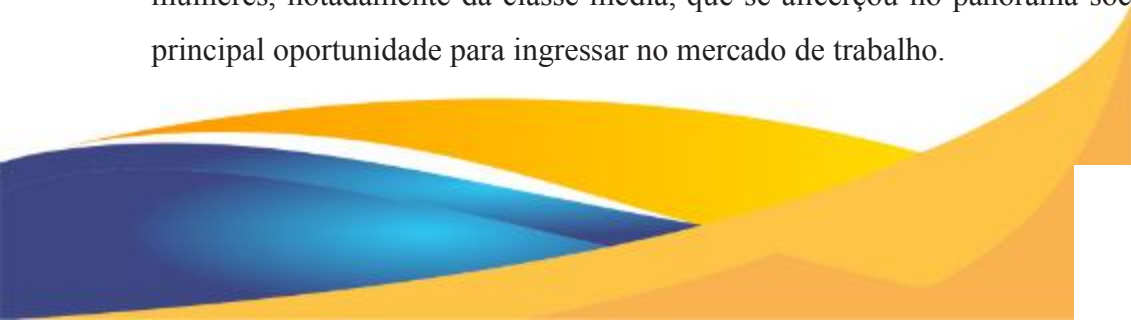 mulheres, notadamente da classe média, que se alicerçou no panorama
principal oportunidade para ingressar no mercado de trabalho.